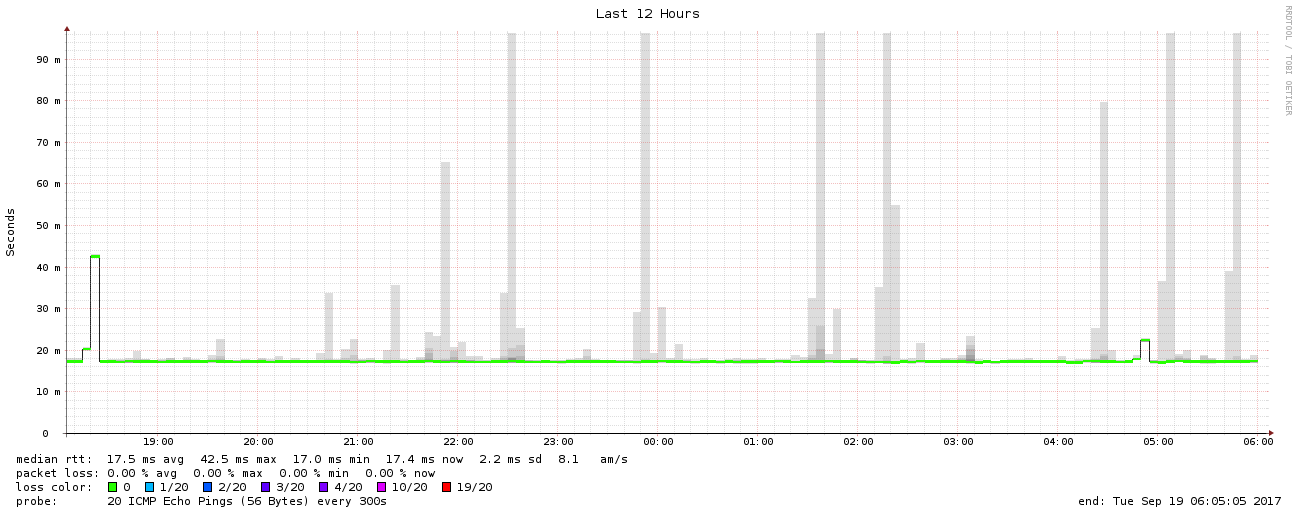 Last 12 Hours
RRDTOOL / TOBI OETIKER
Seconds
90 m
80 m
70 m
60 m
50 m
40 m
30 m
20 m
10 m
0
19:00 20:00 21:00 22:00 23:00 00:00 01:00 02:00 03:00 04:00 05:00 06:00
median rtt: 17.5 ms avg 42.5 ms max 17.0 ms min 17.4 ms now 2.2 ms sd 8.1 am/s
packet loss: 0.00 % avg 0.00 % max 0.00 % min 0.00 % now
loss color: 0 1/20 2/20 3/20 4/20 10/20 19/20
probe: 20 ICMP Echo Pings (56 Bytes) every 300s end: Tue Sep 19 06:05:05 2017